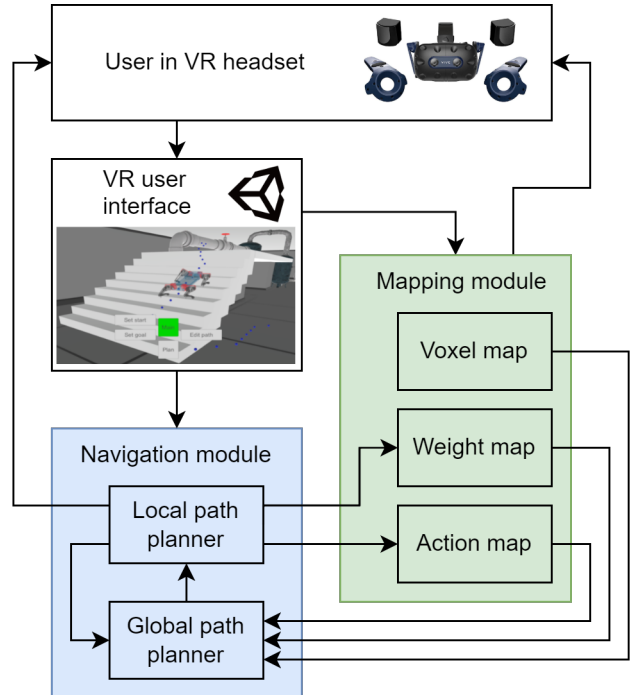 User in VR headset
VR user
interface
Set start
Set goal
Edit path
Plan
Mapping module
Voxel map
Weight map
Action map
Navigation module
Local path
planner
Global path
planner